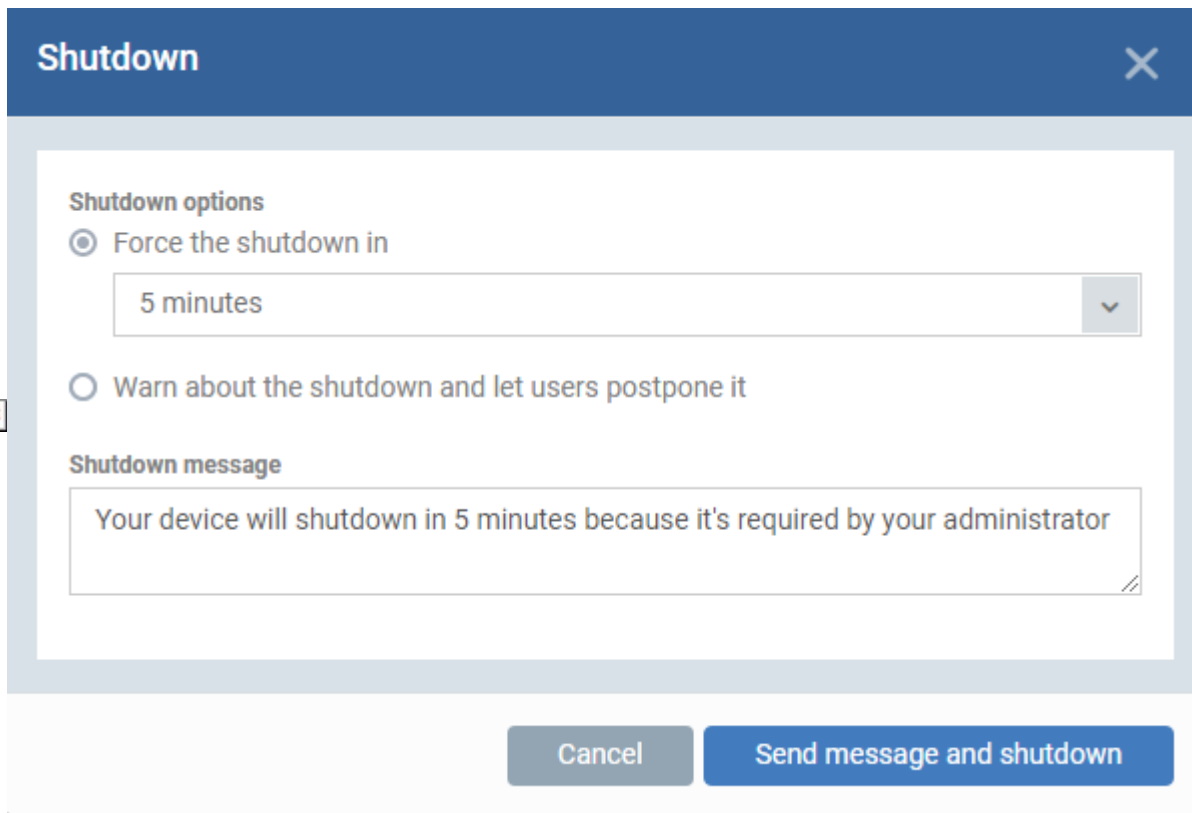 Shutdown
Shutdown options
Force the shutdown in
5 minutes
Warn about the shutdown and let users postpone it
Shutdown message
Your device will shutdown in 5 minutes because it's required by your administrator
Cancel
Send message and shutdown